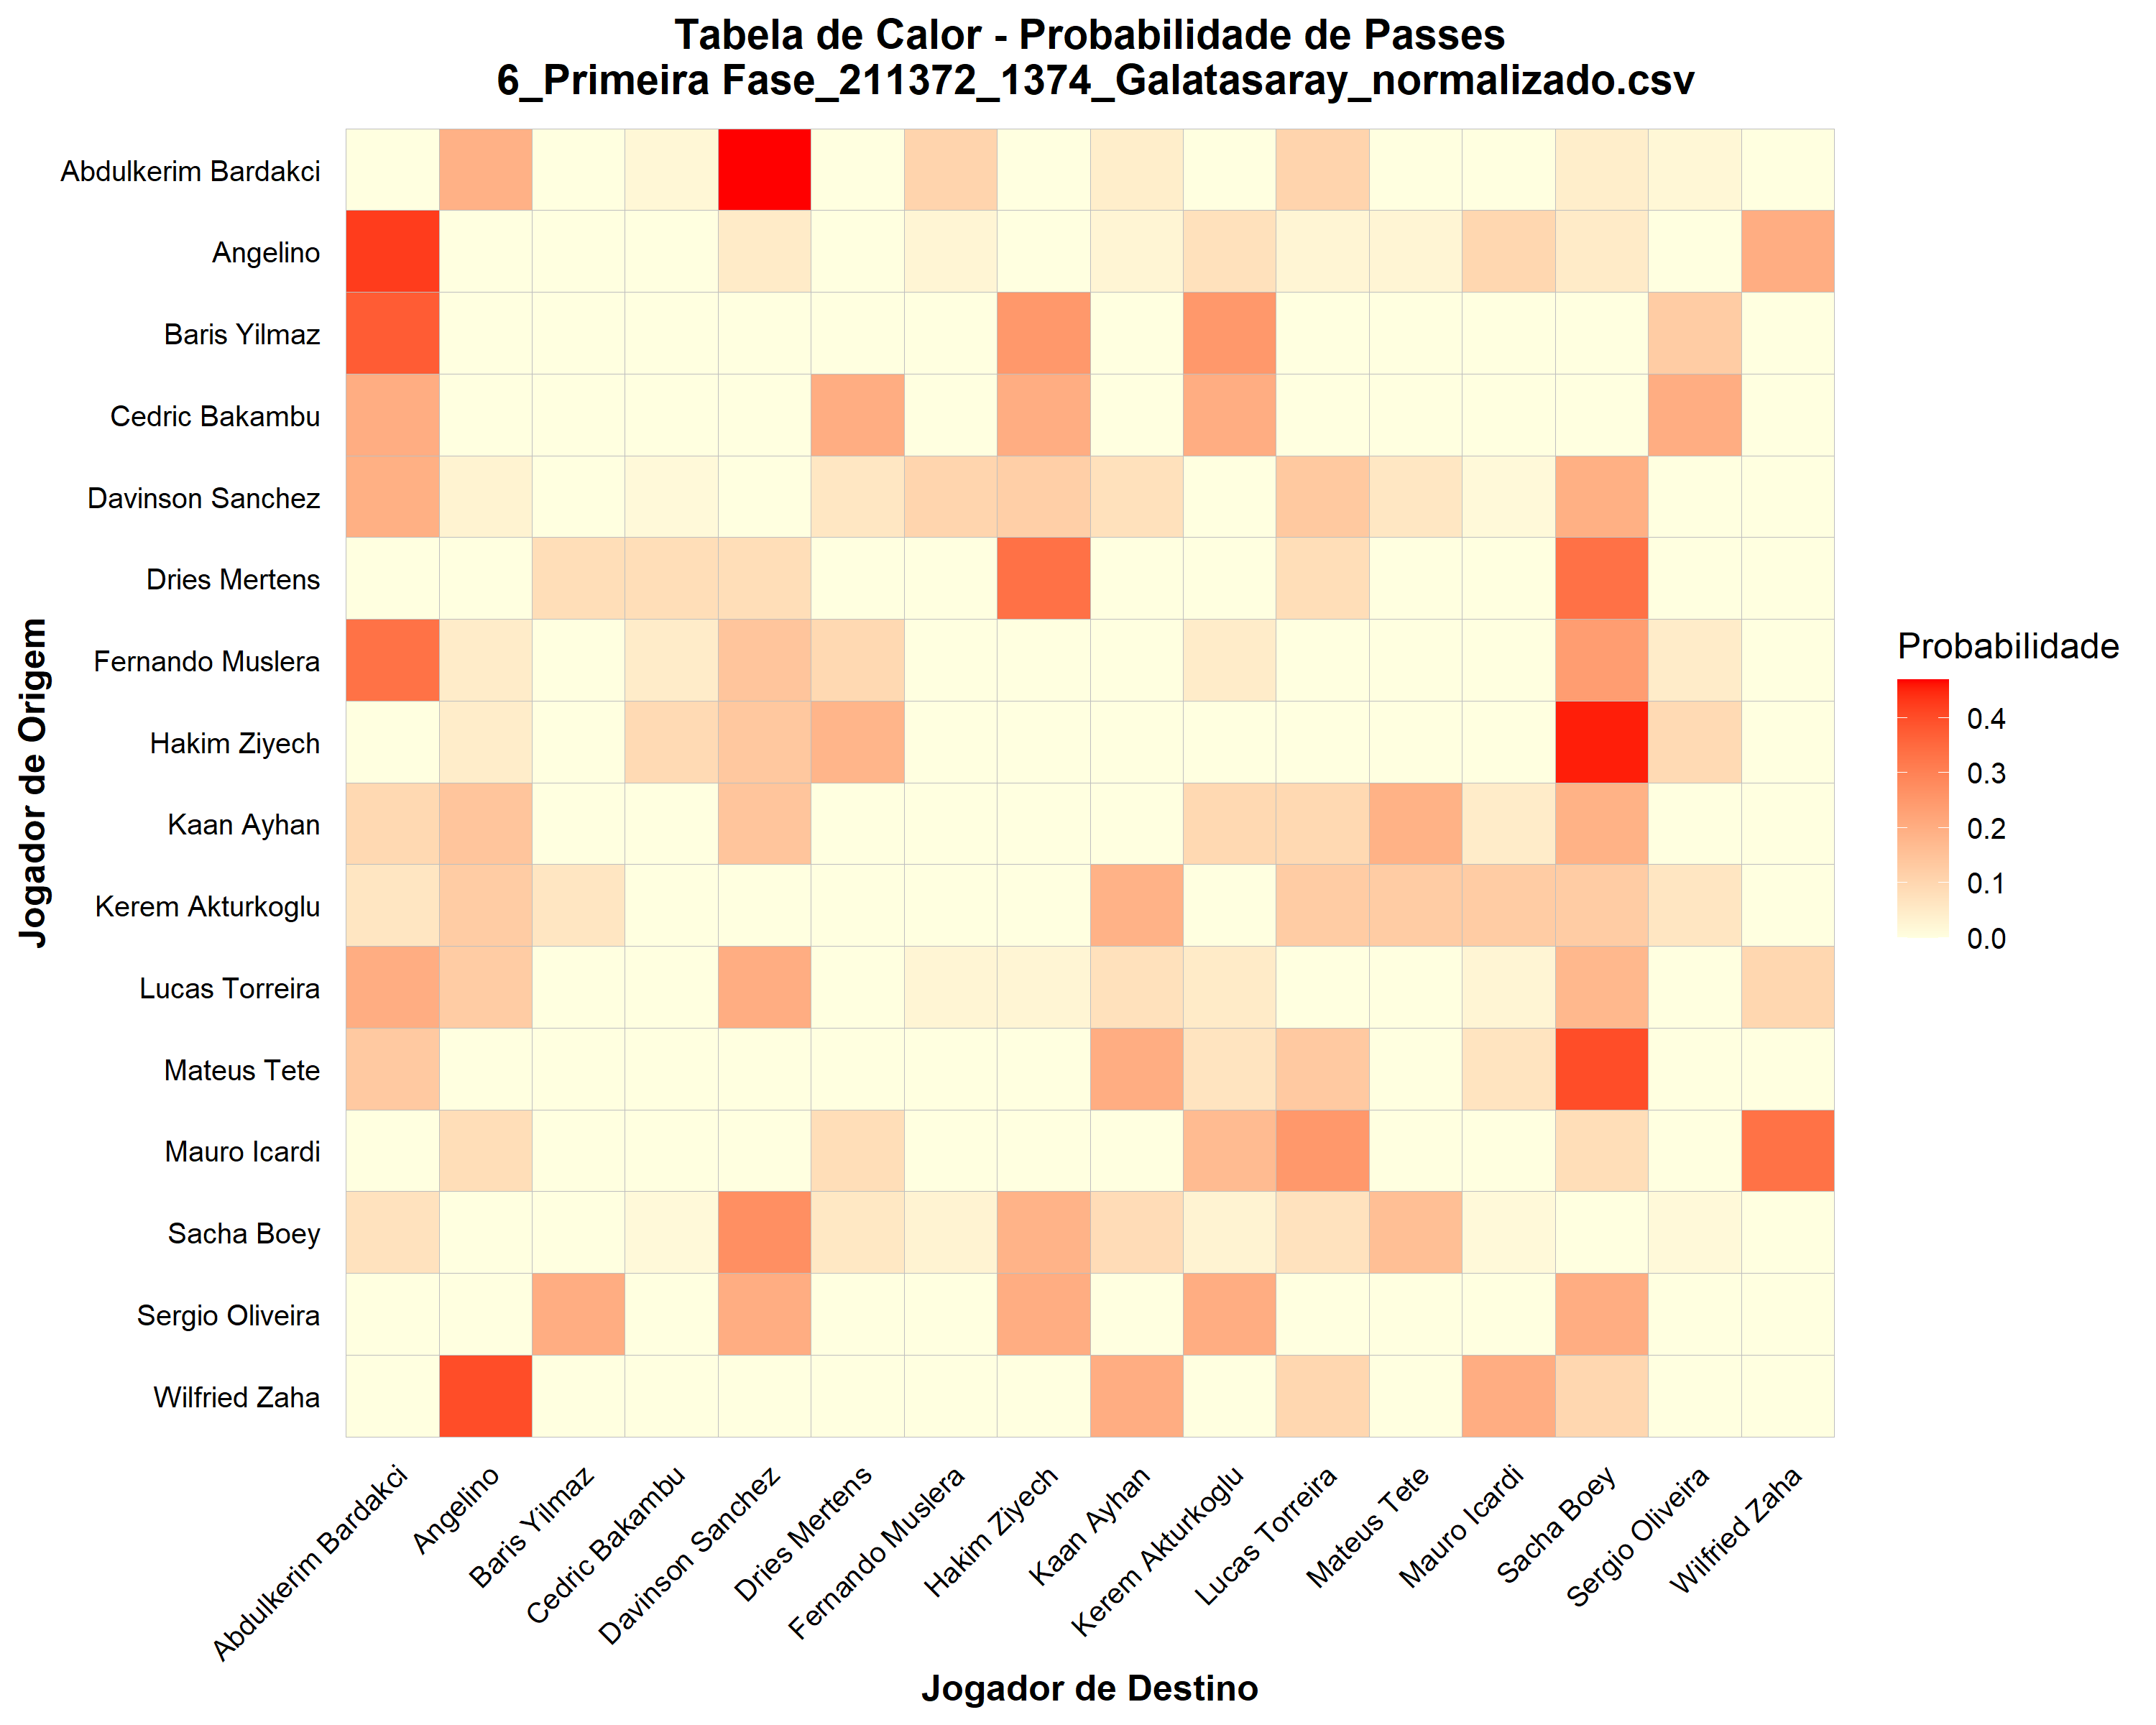 Tabela de Calor - Probabilidade de Passes
6_Primeira Fase_211372_1374_Galatasaray_normalizado.csv
Jogador de Origem
Abdulkerim Bardakci
Angelino
Baris Yilmaz
Cedric Bakambu
Davinson Sanchez
Dries Mertens
Fernando Muslera
Hakim Ziyech
Kaan Ayhan
Kerem Akturkoglu
Lucas Torreira
Mateus Tete
Mauro Icardi
Sacha Boey
Sergio Oliveira
Wilfried Zaha
Abdulkerim Bardakci
Angelino
Baris Yilmaz
Cedric Bakambu
Davinson Sanchez
Dries Mertens
Fernando Muslera
Hakim Ziyech
Kaan Ayhan
Kerem Akturkoglu
Lucas Torreira
Mateus Tete
Mauro Icardi
Sacha Boey
Sergio Oliveira
Wilfried Zaha
Jogador de Destino
Probabilidade
0.4
0.3
0.2
0.1
0.0